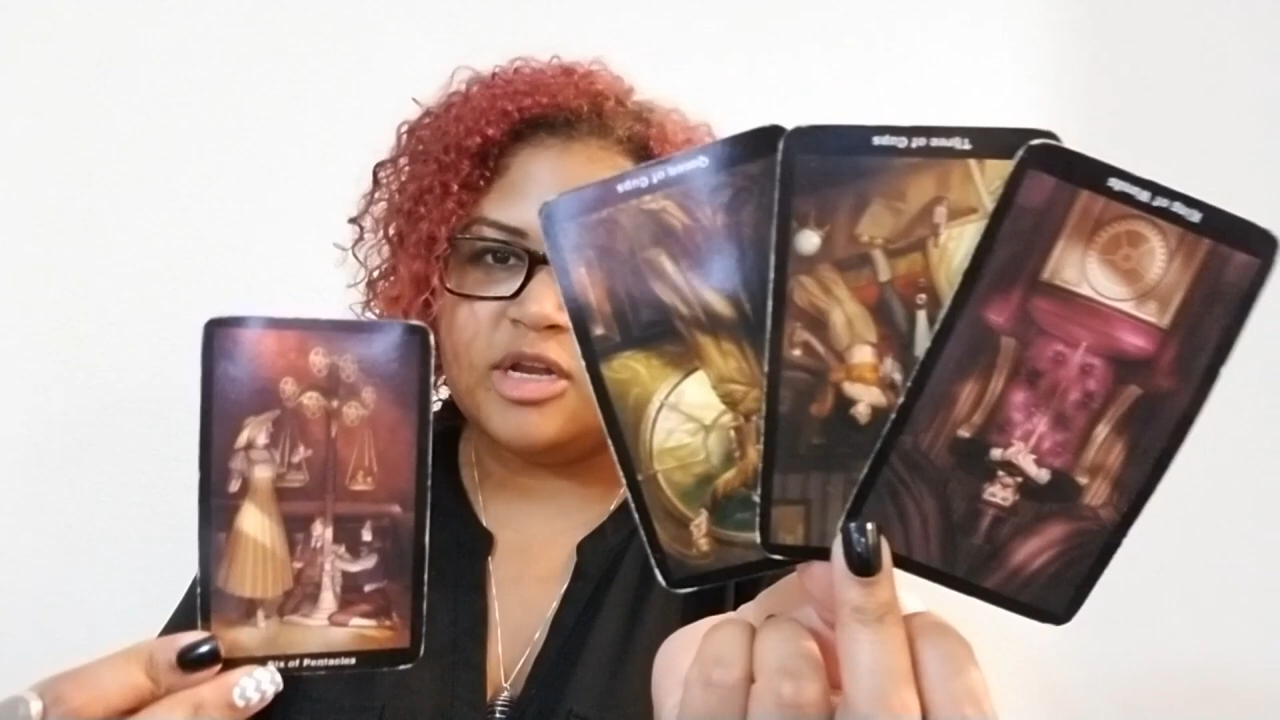 Queen of Cups
Three of Cups
King of Wands
Six of Pentacles